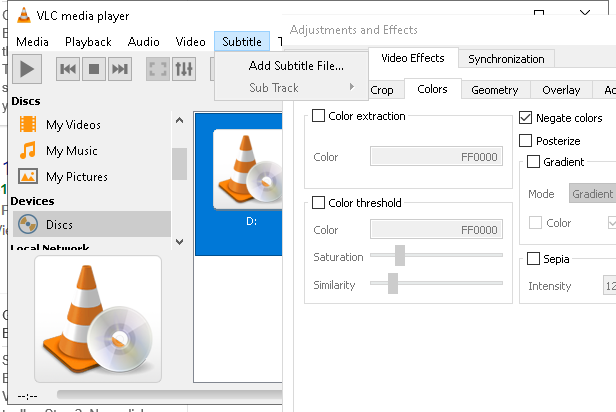 VLC media player
Adjustments and Effects
Media Playback Audio Video Subtitle
Add Subtitle File...
Sub Track
Video Effects Synchronization
Crop Colors Geometry Overlay
Discs
My Videos
My Music
My Pictures
Devices
Discs
Local Network
D:
--:--
Color extraction
Color FF0000
Color threshold
Color FF0000
Saturation
Similarity
Negate colors
Posterize
Gradient
Mode Gradient
Color
Sepia
Intensity 12